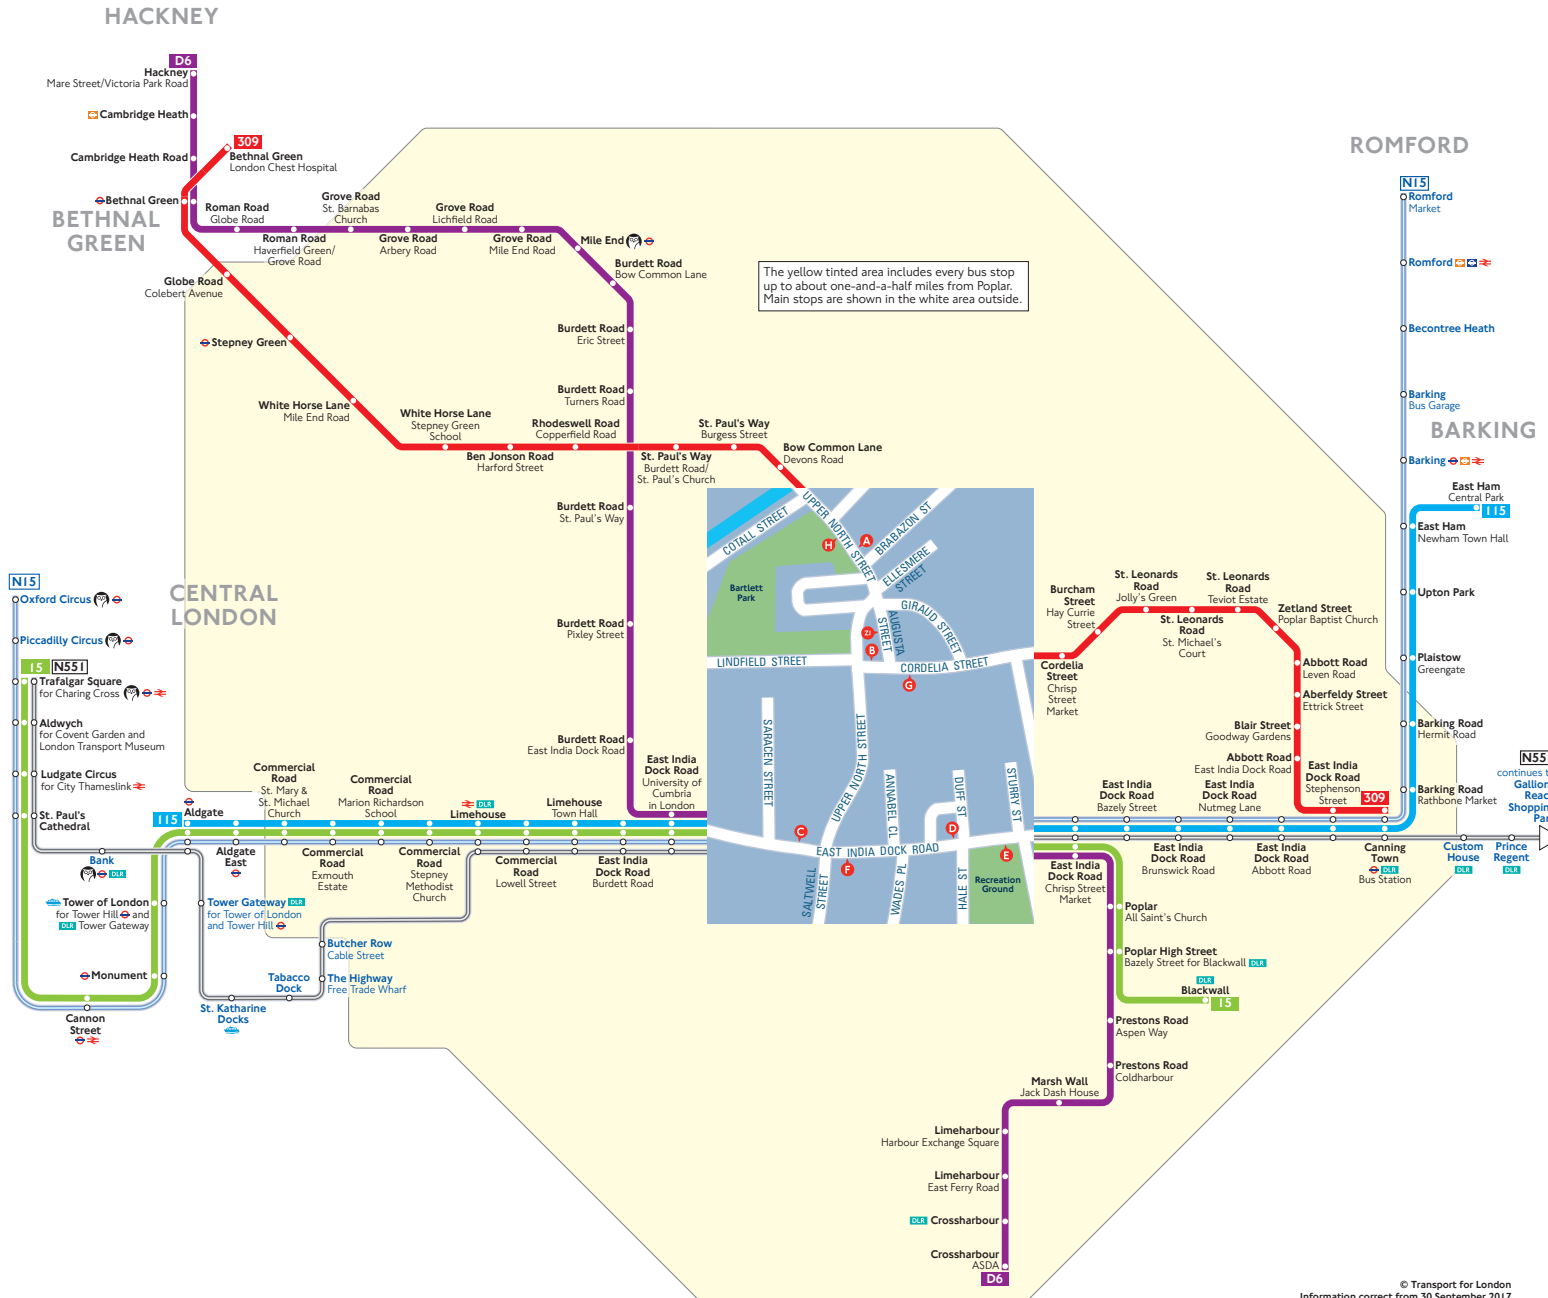 HACKNEY
D6
Hackney
Mare Street/Victoria Park Road
Cambridge Heath
Cambridge Heath Road
309
Bethnal Green
London Chest Hospital
Bethnal Green
BETHNAL
GREEN
Roman Road
Globe Road
Roman Road
Haverfield Green/
Grove Road
Grove Road
St. Barnabas
Church
Grove Road
Arbery Road
Grove Road
Lichfield Road
Grove Road
Mile End Road
Mile End
Burdett Road
Bow Common Lane
Globe Road
Colebert Avenue
Stepney Green
White Horse Lane
Mile End Road
White Horse Lane
Stepney Green
School
Ben Jonson Road
Harford Street
Rhodeswell Road
Copperfield Road
St. Paul's Way
Burdett Road/
St. Paul's Church
St. Paul's Way
Burgess Street
Bow Common Lane
Devons Road
Burdett Road
Eric Street
Burdett Road
Turners Road
Burdett Road
St. Paul's Way
Burdett Road
Pixley Street
Burdett Road
East India Dock Road
East India
Dock Road
University of
Cumbria
in London
The yellow tinted area includes every bus stop
up to about one-and-a-half miles from Poplar.
Main stops are shown in the white area outside.
ROMFORD
N15
Romford
Market
Romford
Becontree Heath
Barking
Bus Garage
BARKING
Barking
East Ham
Central Park
115
East Ham
Newham Town Hall
Upton Park
Plaistow
Greengate
Barking Road
Hermit Road
Barking Road
Rathbone Market
N55
continues t
Gallion
Reac
Shoppin
Par
N15
Oxford Circus
Piccadilly Circus
15
N551
Trafalgar Square
for Charing Cross
Aldwych
for Covent Garden and
London Transport Museum
Ludgate Circus
for City Thameslink
St. Paul's
Cathedral
CENTRAL
LONDON
115
Aldgate
Bank
DLR
Tower of London
for Tower Hill and
DLR Tower Gateway
Monument
Cannon
Street
Aldgate
East
Tower Gateway DLR
for Tower of London
and Tower Hill
St. Katharine
Docks
Tabacco
Dock
The Highway
Free Trade Wharf
Butcher Row
Cable Street
Commercial
Road
St. Mary &
St. Michael
Church
Commercial
Road
Exmouth
Estate
Commercial
Road
Marion Richardson
School
Commercial
Road
Stepney
Methodist
Church
DLR
Limehouse
Commercial
Road
Lowell Street
Limehouse
Town Hall
East India
Dock Road
Burdett Road
COTALL STREET
UPPER NORTH STREET
BRABAZON ST
ELLESMERE
STREET
Bartlett
Park
GIRAUD STREET
AUGUSTA
STREET
LINDFIELD STREET
CORDELIA STREET
SARACEN STREET
UPPER NORTH STREET
ANNABEL CL
DUFF ST
STURRY ST
EAST INDIA DOCK ROAD
SALTWELL
STREET
WADES PL
HALE ST
Recreation
Ground
H
A
ZI
B
G
C
D
E
F
Cordelia
Street
Chrisp
Street
Market
Burcham
Street
Hay Currie
Street
St. Leonards
Road
Jolly's Green
St. Leonards
Road
St. Michael's
Court
St. Leonards
Road
Teviot Estate
Zetland Street
Poplar Baptist Church
Abbott Road
Leven Road
Aberfeldy Street
Ettrick Street
Blair Street
Goodway Gardens
Abbott Road
East India Dock Road
East India
Dock Road
Stephenson
Street
309
East India
Dock Road
Bazely Street
East India
Dock Road
Nutmeg Lane
East India
Dock Road
Chrisp Street
Market
East India
Dock Road
Brunswick Road
East India
Dock Road
Abbott Road
Canning
Town
DLR
Bus Station
Custom
House
DLR
Prince
Regent
DLR
Poplar
All Saint's Church
Poplar High Street
Bazely Street for Blackwall DLR
DLR
Blackwall
15
Prestons Road
Aspen Way
Prestons Road
Coldharbour
Marsh Wall
Jack Dash House
Limeharbour
Harbour Exchange Square
Limeharbour
East Ferry Road
DLR Crossharbour
Crossharbour
ASDA
D6
© Transport for London
Information correct from 30 September 2017